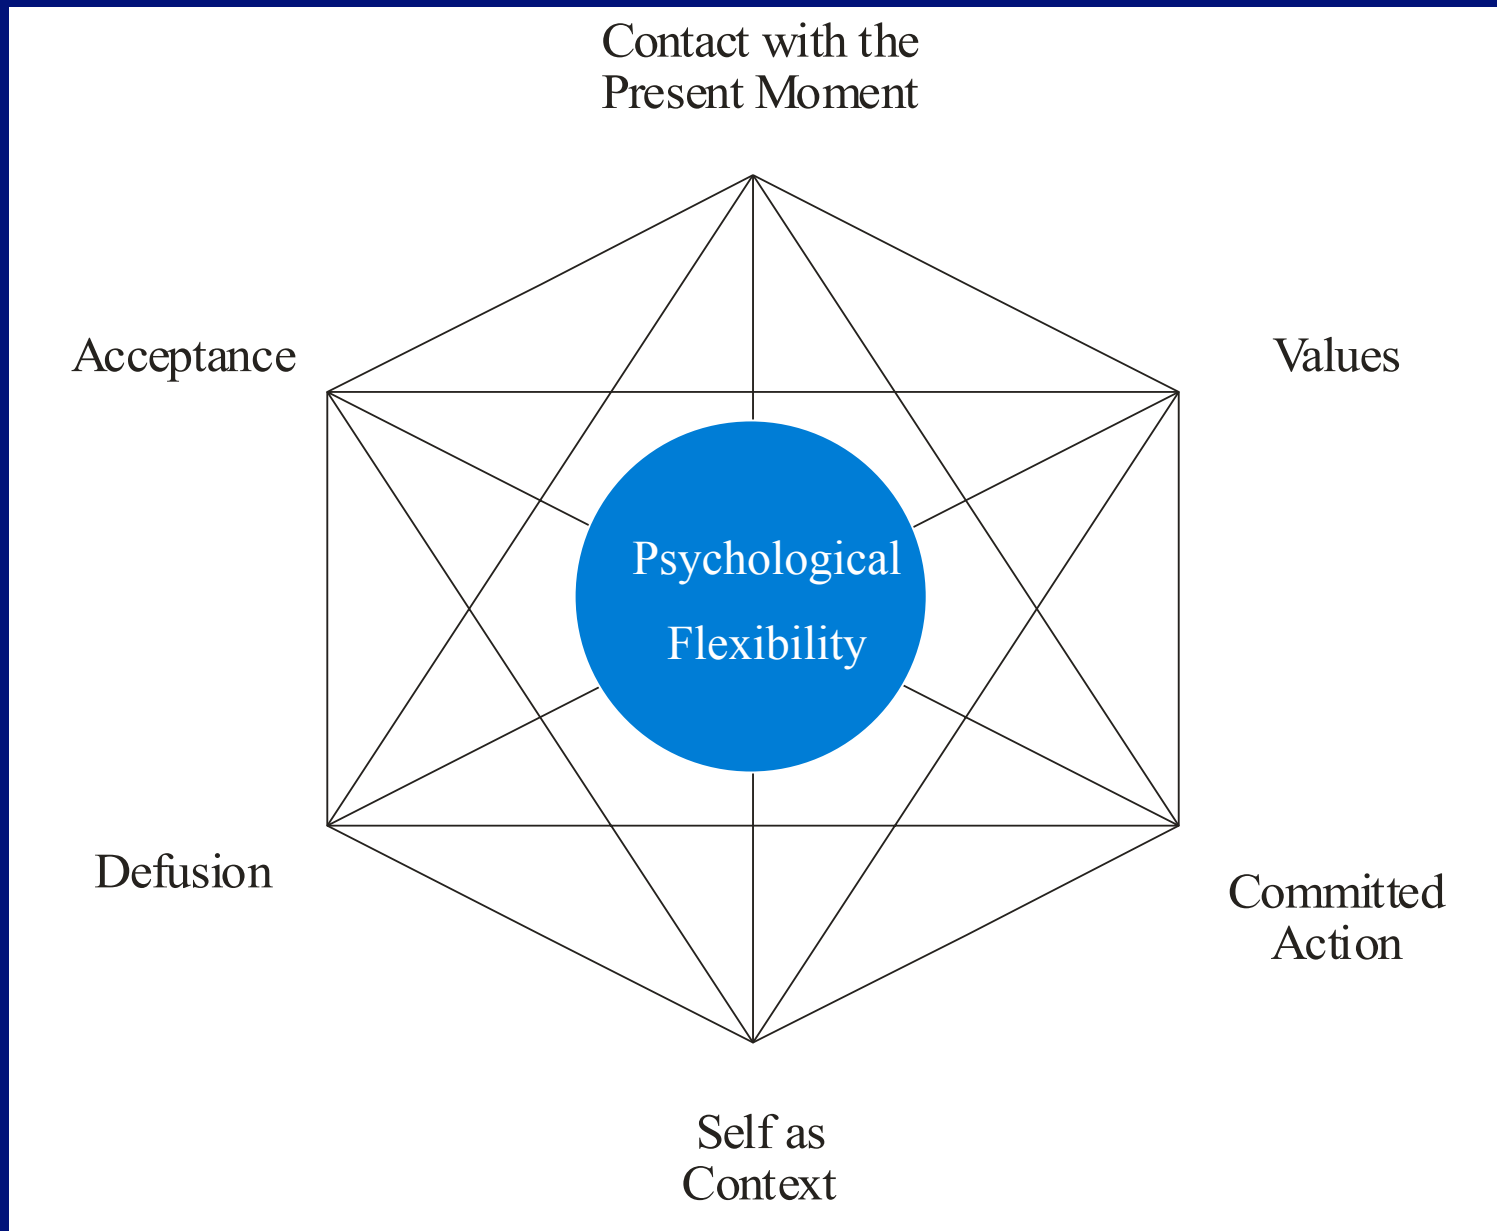 Contact with the
Present Moment
Acceptance
Values
Psychological
Flexibility
Defusion
Committed
Action
Self as
Context